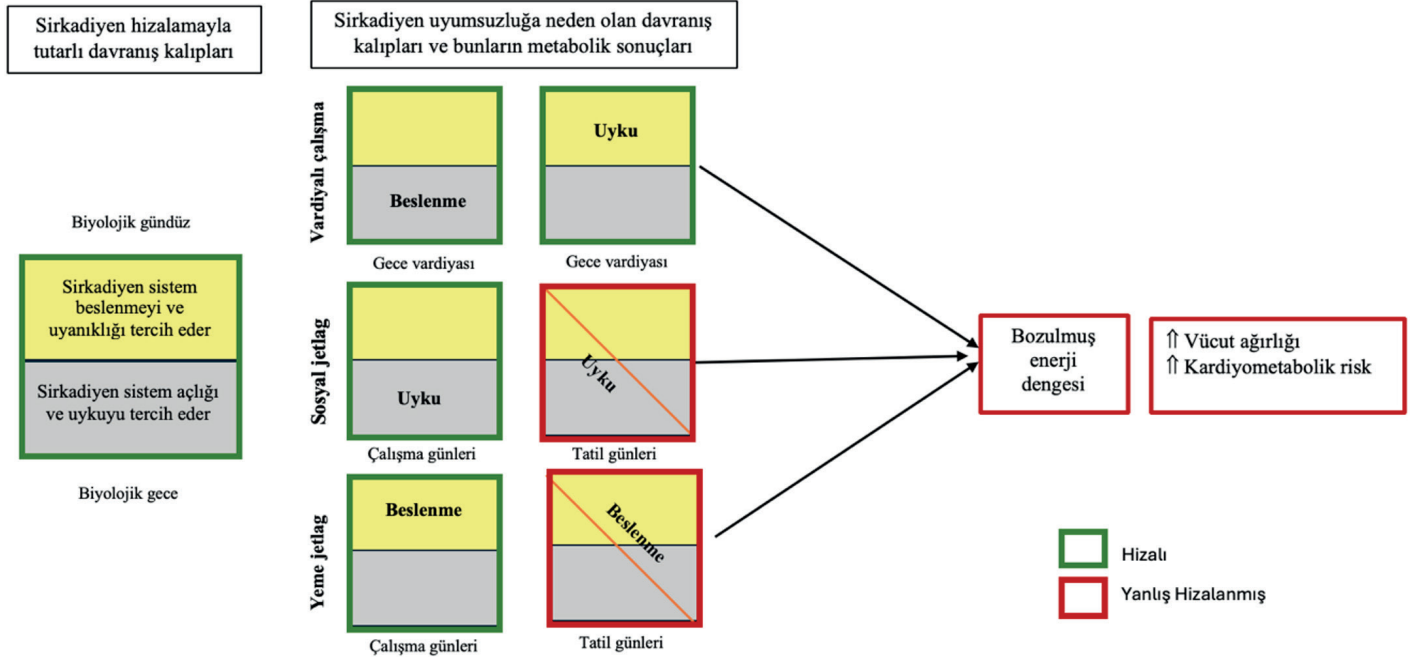 Sirkadiyen hizalamayla
tutarlı davranış kalıpları
Sirkadiyen uyumsuzluğa neden olan davranış
kalıpları ve bunların metabolik sonuçları
Biyolojik gündüz
Sirkadiyen sistem
beslenmeyi ve
uyanıklığı tercih eder
Sirkadiyen sistem açlığı
ve uykuyu tercih eder
Biyolojik gece
Vardiyalı çalışma
Beslenme
Gece vardiyası
Uyku
Gece vardiyası
Sosyal jetlag
Uyku
Çalışma günleri
Uyku
Tatil günleri
Yeme jetlag
Beslenme
Çalışma günleri
Beslenme
Tatil günleri
Bozulmuş
enerji
dengesi
⇑ Vücut ağırlığı
⇑ Kardiyometabolik risk
Hizalı
Yanlış Hizalanmış